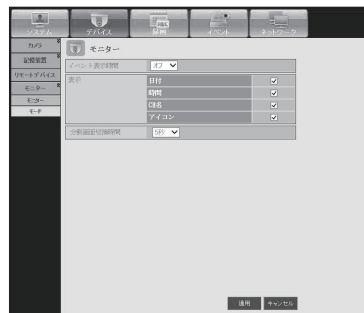 システム
デバイス
録画
イベント
ネットワーク
カメラ
記憶装置
リモートデバイス
モニター
モニター
モード
モニター
イベント表示時間
オフ
表示
日付
時間
CH名
アイコン
分割画面切換時間
5秒
適用
キャンセル